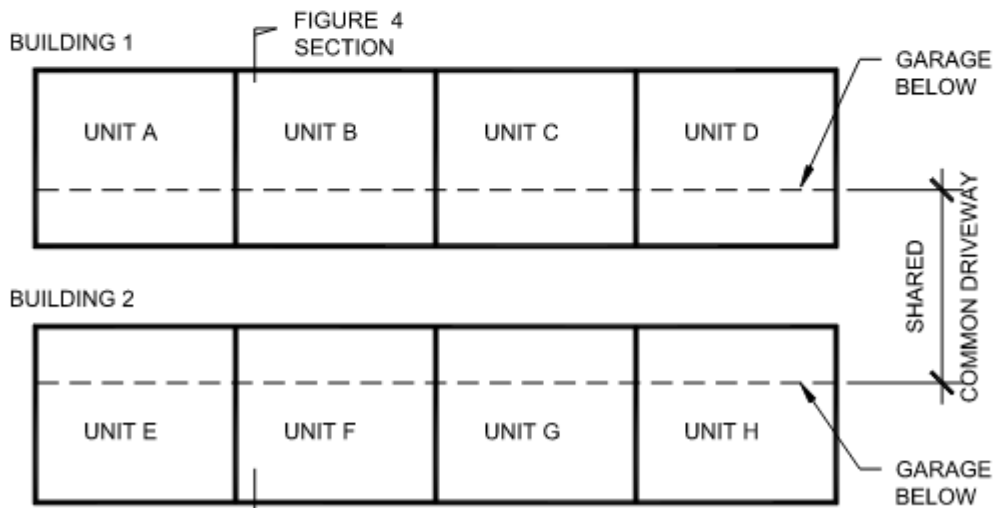 FIGURE 4
SECTION
BUILDING 1
GARAGE
BELOW
UNIT A
UNIT B
UNIT C
UNIT D
SHARED
COMMON DRIVEWAY
BUILDING 2
UNIT E
UNIT F
UNIT G
UNIT H
GARAGE
BELOW